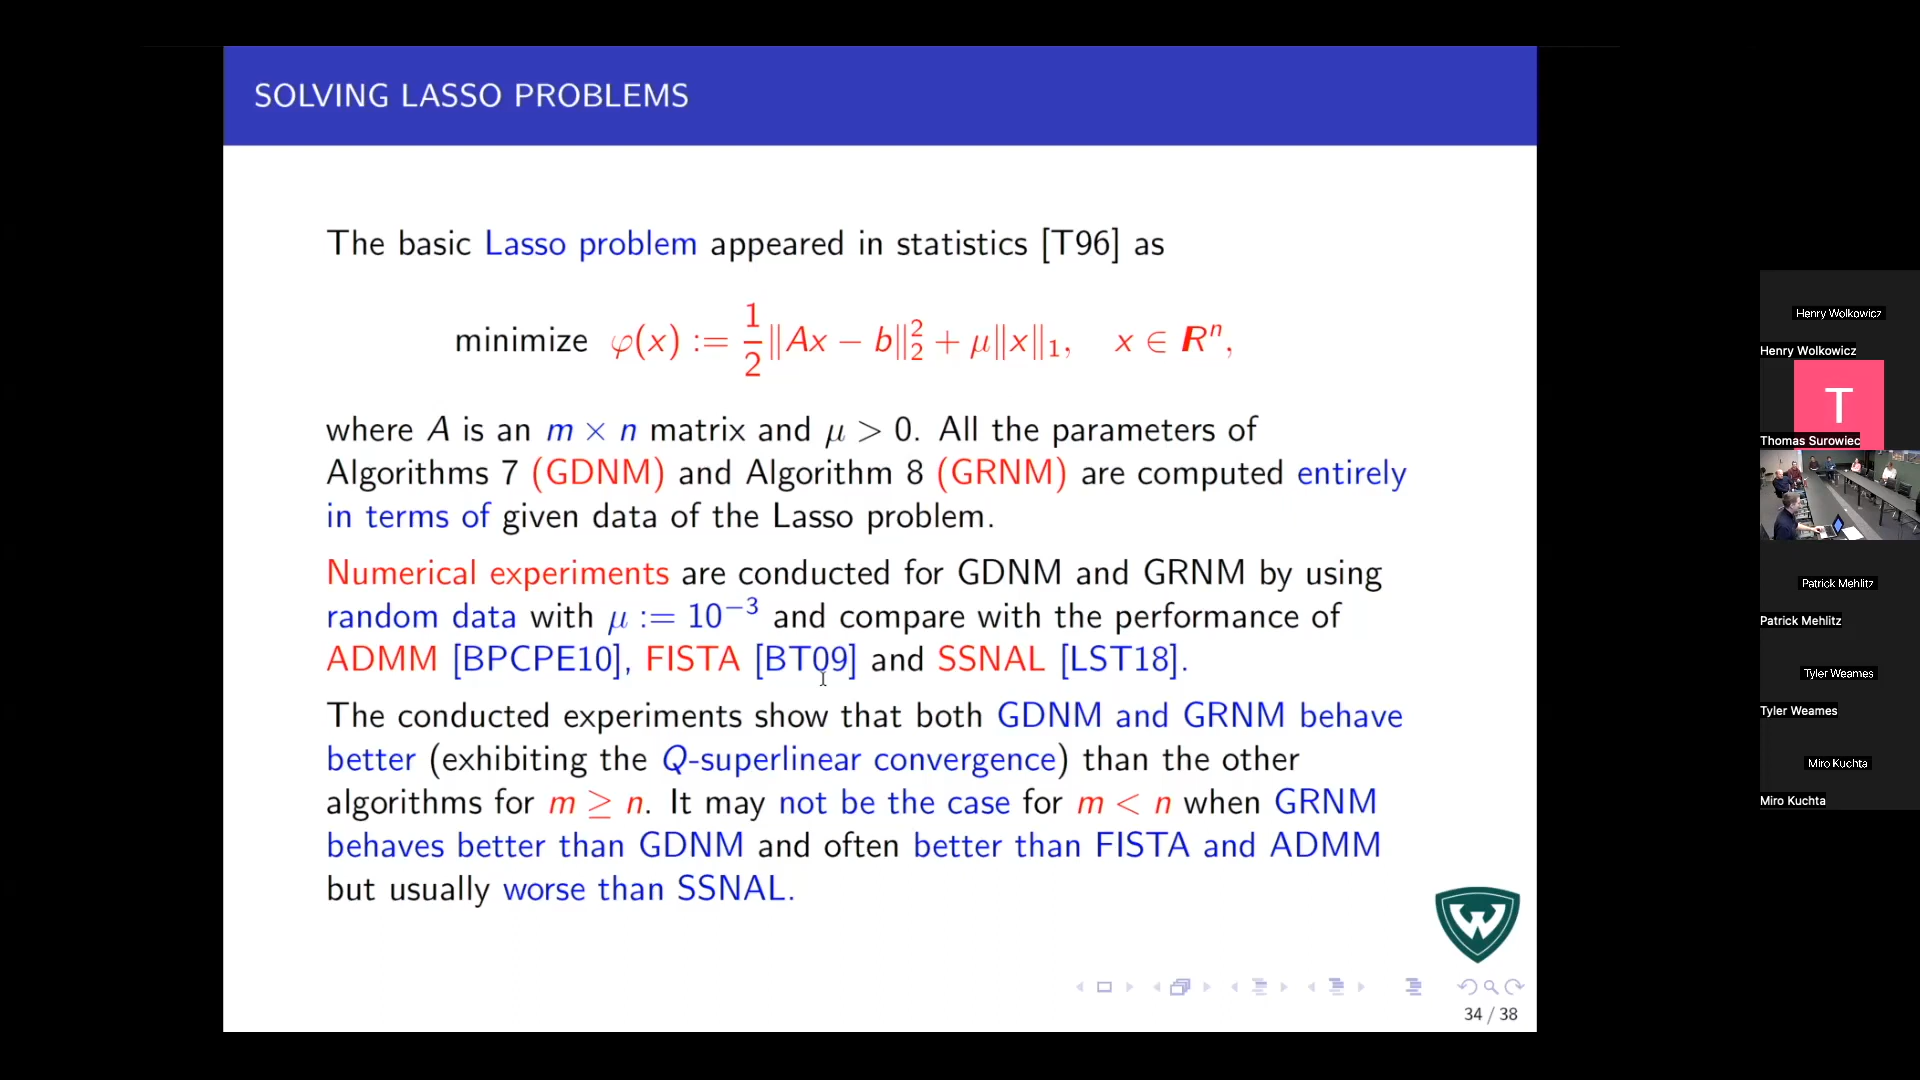 SOLVING LASSO PROBLEMS
The basic Lasso problem appeared in statistics [T96] as
minimize φ(x) := 1/2 ||Ax − b||₂² + μ||x||₁, x ∈ Rⁿ,
where A is an m × n matrix and μ > 0. All the parameters of
Algorithms 7 (GDNM) and Algorithm 8 (GRNM) are computed entirely
in terms of given data of the Lasso problem.
Numerical experiments are conducted for GDNM and GRNM by using
random data with μ := 10⁻³ and compare with the performance of
ADMM [BPCPE10], FISTA [BT09] and SSNAL [LST18].
The conducted experiments show that both GDNM and GRNM behave
better (exhibiting the Q-superlinear convergence) than the other
algorithms for m ≥ n. It may not be the case for m < n when GRNM
behaves better than GDNM and often better than FISTA and ADMM
but usually worse than SSNAL.
W
34 / 38
Henry Wolkowicz
Henry Wolkowicz
T
Thomas Surowiec
Patrick Mehlitz
Patrick Mehlitz
Tyler Weames
Tyler Weames
Miro Kuchta
Miro Kuchta